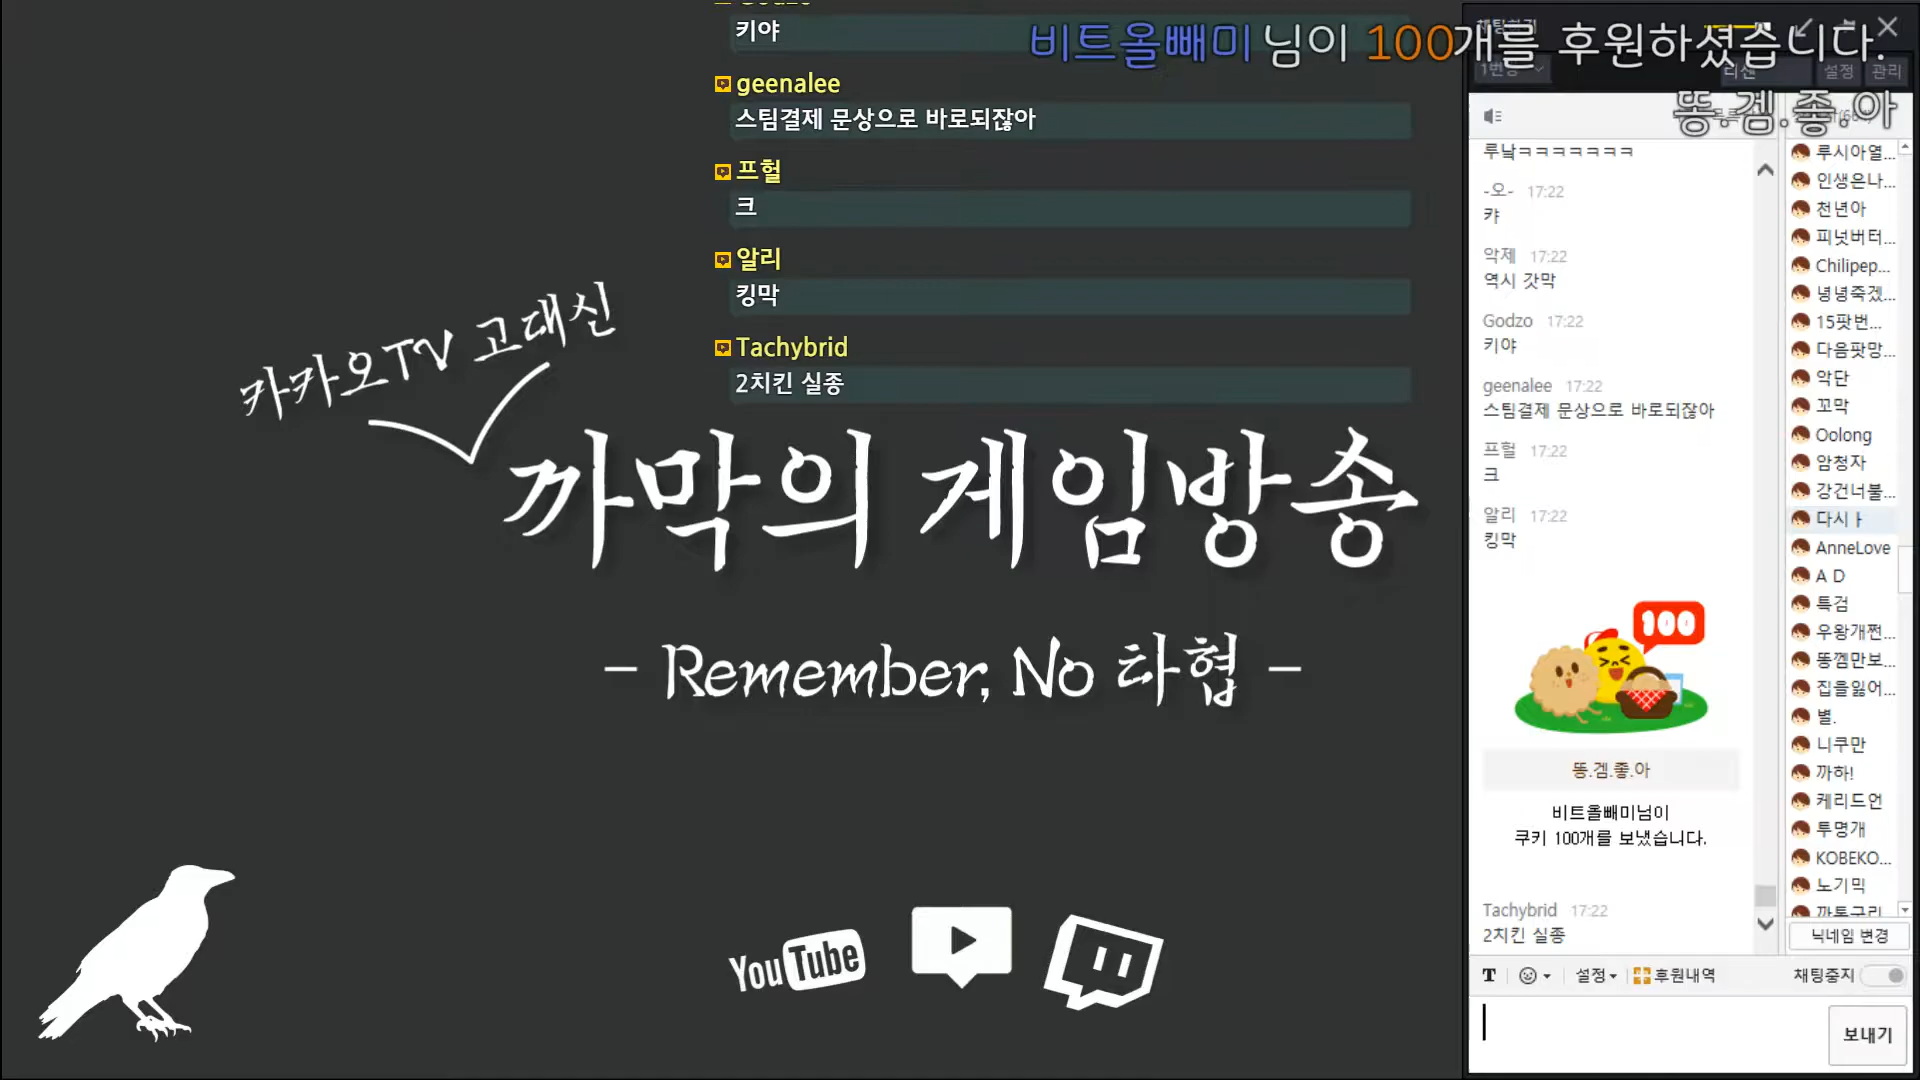 키야
geenalee
스팀결제 문상으로 바로되잖아
프헐
크
알리
킹막
Tachybrid
2치킨 실종
비트올빼미 님이 100개를 후원하셨습니다.
똥.겜.좋.아
카카오TV 고대신
까막의 게임방송
- Remember, No 타협 -
YouTube
설정 관리
루낰ㅋㅋㅋㅋㅋㅋㅋ
-오- 17:22
캬
악제 17:22
역시 갓막
Godzo 17:22
키야
geenalee 17:22
스팀결제 문상으로 바로되잖아
프헐 17:22
크
알리 17:22
킹막
100
똥.겜.좋.아
비트올빼미님이
쿠키 100개를 보냈습니다.
Tachybrid 17:22
2치킨 실종
루시아열...
인생은나...
천년아
피넛버터...
Chilipep...
녕녕죽겠...
15팟번...
다음팟망...
악단
꼬막
Oolong
암청자
강건너불...
다시ㅏ
AnneLove
A D
특검
우왕개쩐...
똥껨만보...
집을잃어...
별.
니쿠만
까하!
케리드언
투명개
KOBEKO...
노기믹
까톡구리
닉네임 변경
T 설정 후원내역 채팅중지
보내기